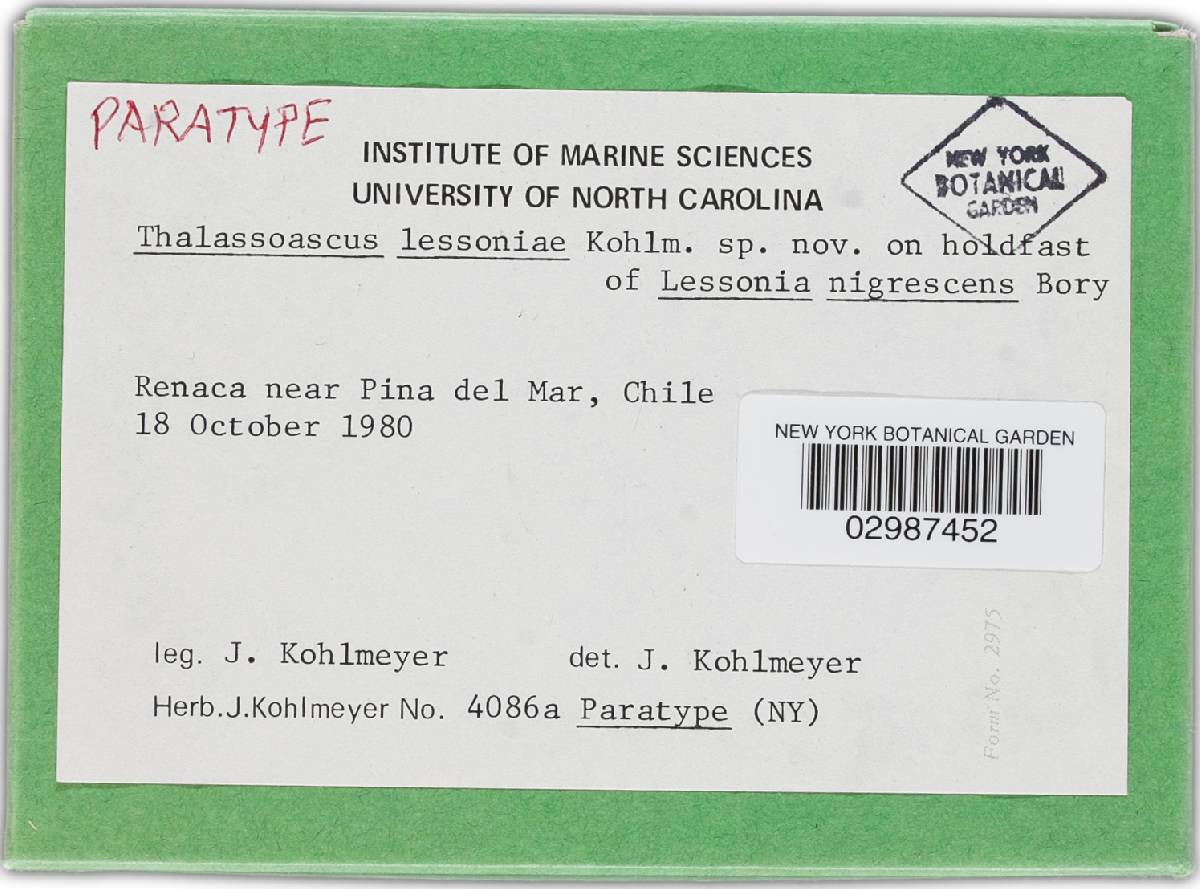 PARATYPE
INSTITUTE OF MARINE SCIENCES
UNIVERSITY OF NORTH CAROLINA
NEW YORK
BOTANICAL
GARDEN
Thalassoascus lessoniae Kohlm. sp. nov. on holdfast
of Lessonia nigrescens Bory
Renaca near Pina del Mar, Chile
18 October 1980
NEW YORK BOTANICAL GARDEN
02987452
leg. J. Kohlmeyer det. J. Kohlmeyer
Herb.J.Kohlmeyer No. 4086a Paratype (NY)
Form No. 2975